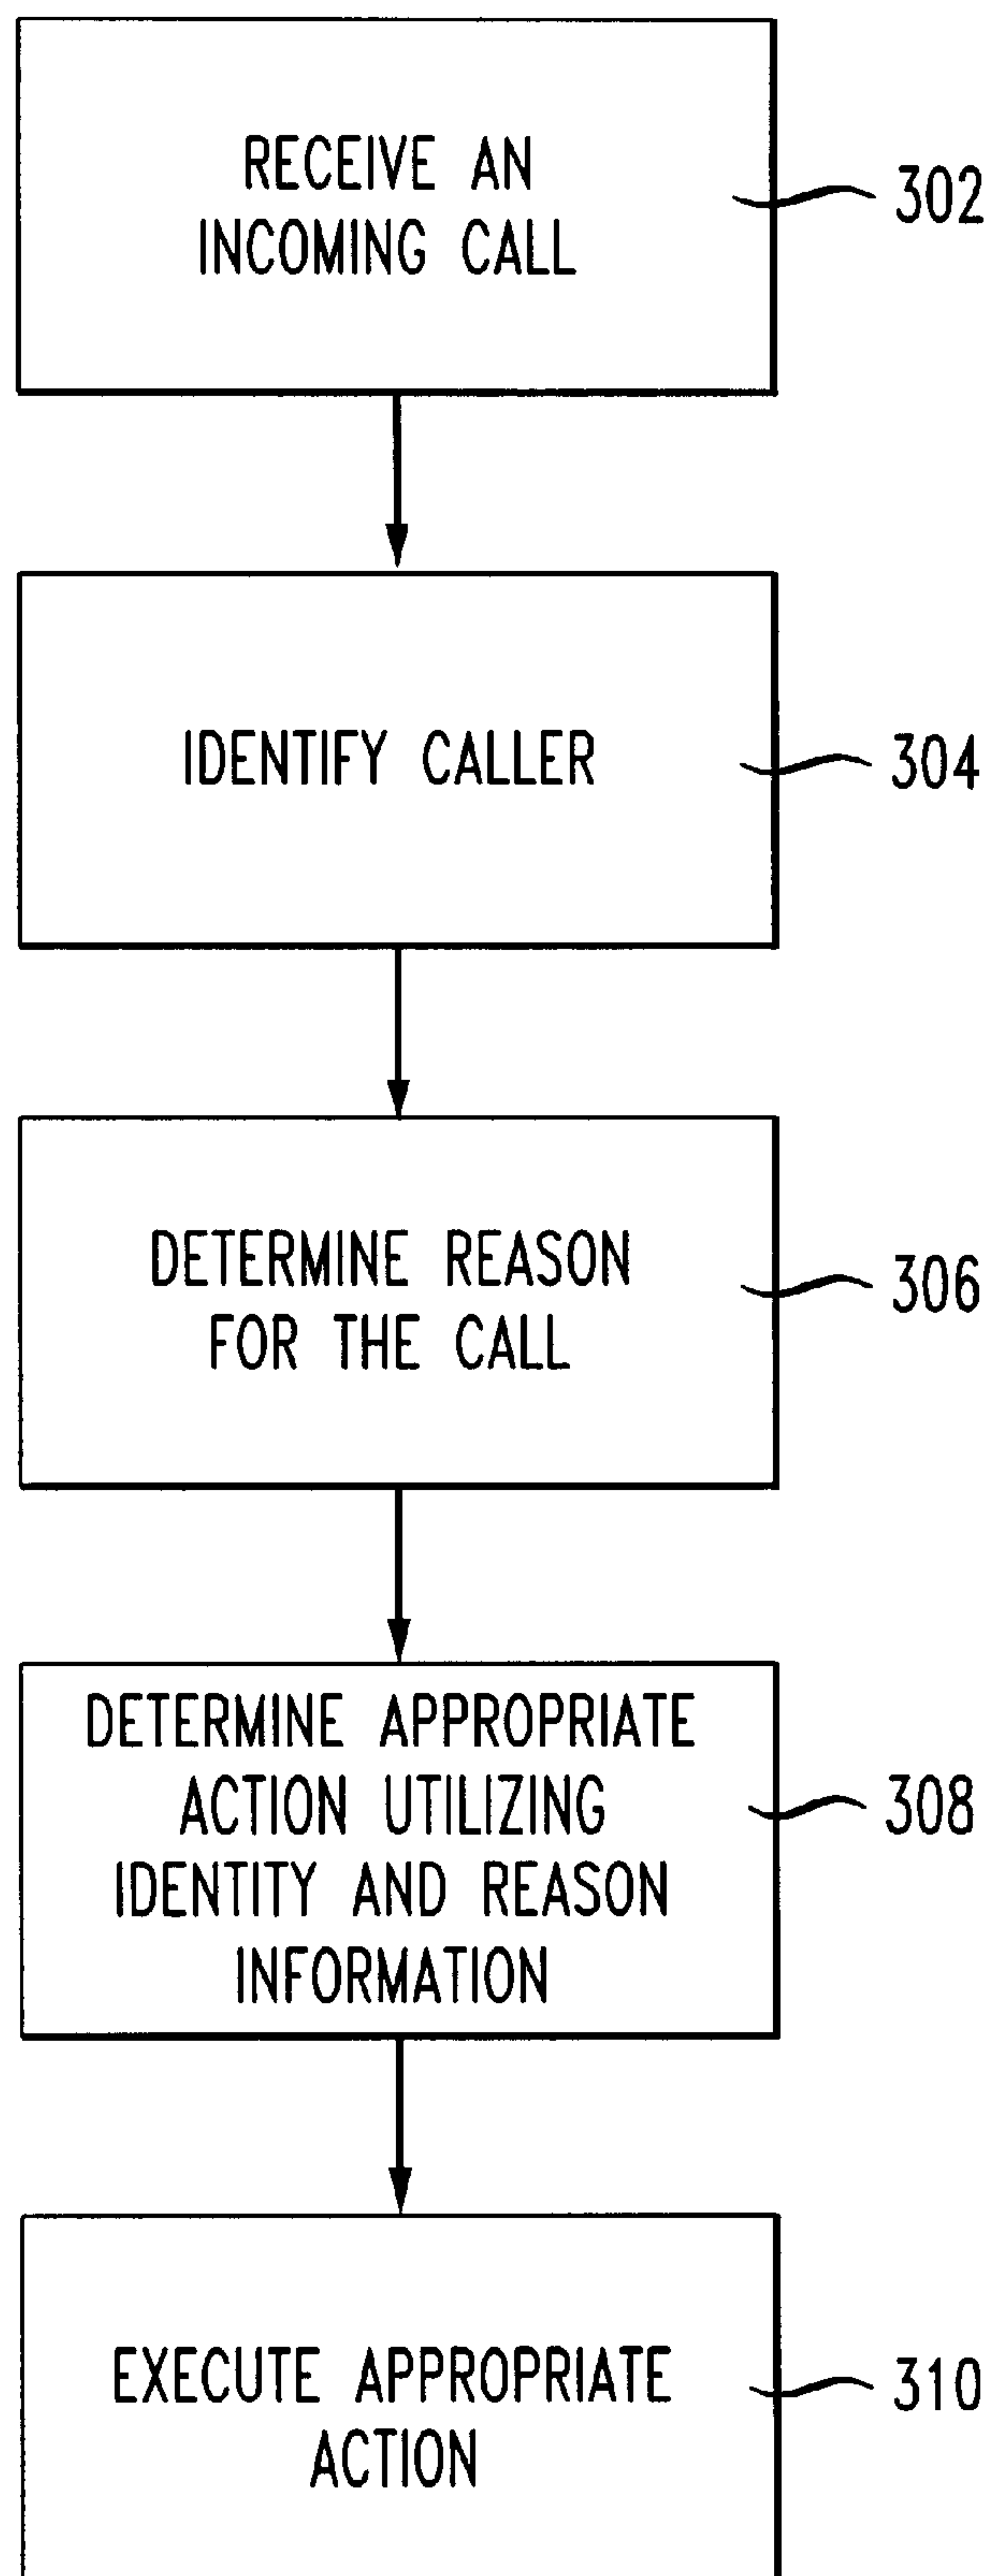 RECEIVE AN
INCOMING CALL
302
IDENTIFY CALLER
304
DETERMINE REASON
FOR THE CALL
306
DETERMINE APPROPRIATE
ACTION UTILIZING
IDENTITY AND REASON
INFORMATION
308
EXECUTE APPROPRIATE
ACTION
310